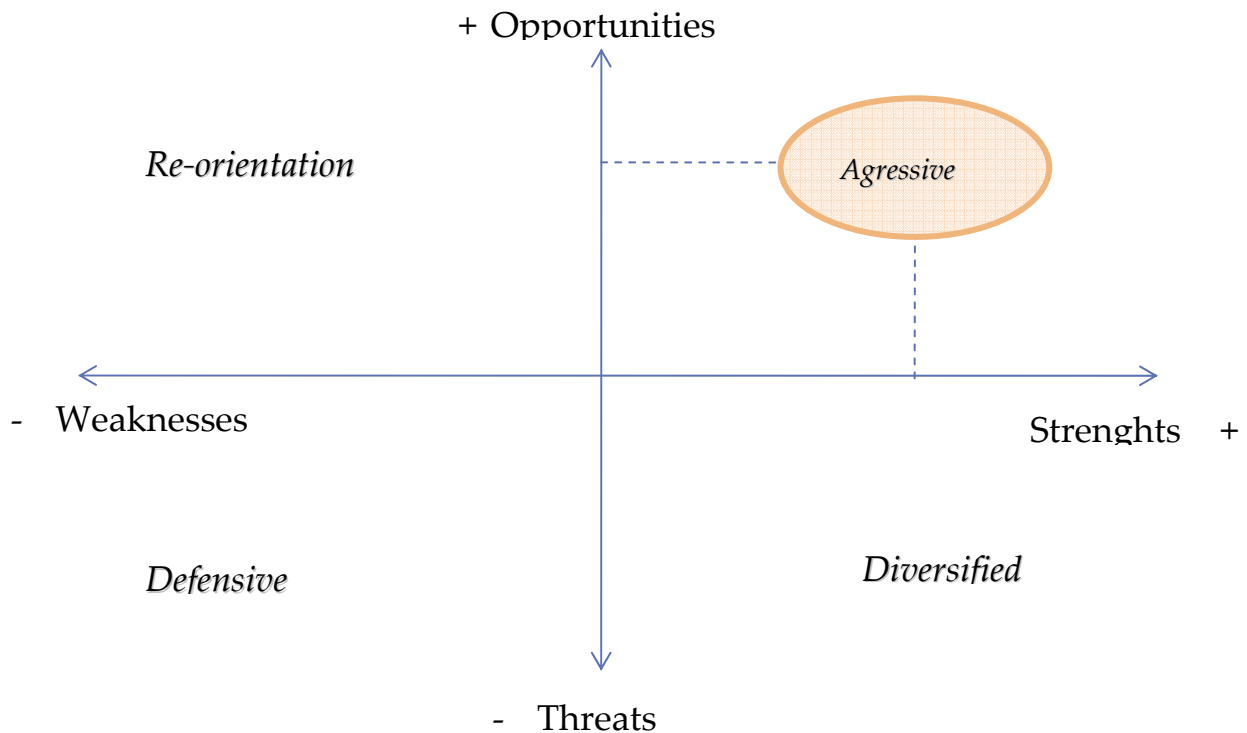 + Opportunities
Re-orientation
Agressive
- Weaknesses
Strenghts +
Defensive
Diversified
- Threats